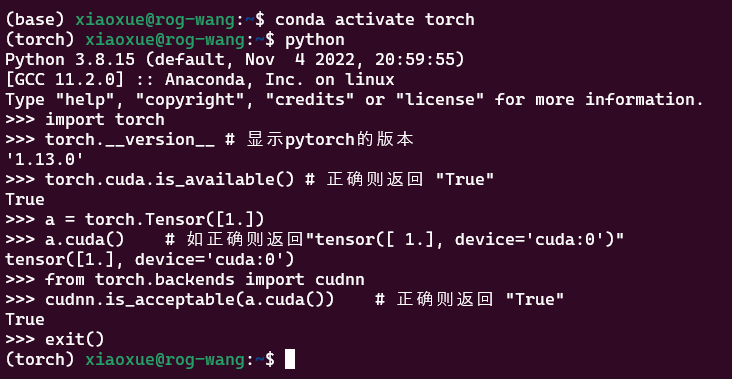 (base) xiaoxue@rog-wang:~$ conda activate torch
(torch) xiaoxue@rog-wang:~$ python
Python 3.8.15 (default, Nov  4 2022, 20:59:55)
[GCC 11.2.0] :: Anaconda, Inc. on linux
Type "help", "copyright", "credits" or "license" for more information.
>>> import torch
>>> torch.__version__ # 显示pytorch的版本
'1.13.0'
>>> torch.cuda.is_available() # 正确则返回 "True"
True
>>> a = torch.Tensor([1.])
>>> a.cuda()    # 如正确则返回"tensor([ 1.], device='cuda:0')"
tensor([1.], device='cuda:0')
>>> from torch.backends import cudnn
>>> cudnn.is_acceptable(a.cuda())    # 正确则返回 "True"
True
>>> exit()
(torch) xiaoxue@rog-wang:~$